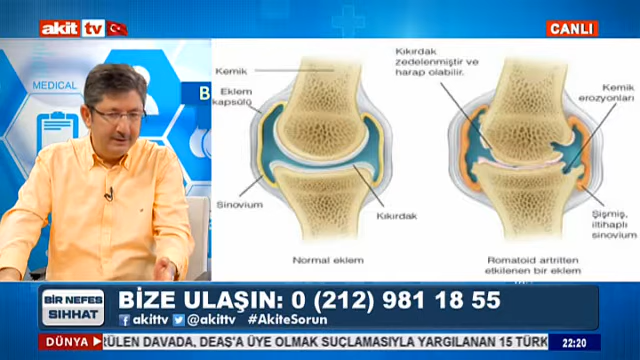 akit tv
CANLI
MEDICAL
Kemik
Eklem
kapsülü
Sinovium
Kıkırdak
Normal eklem
Kıkırdak
zedelenmiştir ve
harap olabilir.
Kemik
erozyonları
Şişmiş,
iltihaplı
sinovium
Romatoid artritten
etkilenen bir eklem
BİR NEFES
SIHHAT
BİZE ULAŞIN: 0 (212) 981 18 55
akittv @akittv #AkiteSorun
DÜNYA RÜLEN DAVADA, DEAŞ'A ÜYE OLMAK SUÇLAMASIYLA YARGILANAN 15 TÜRK 22:20